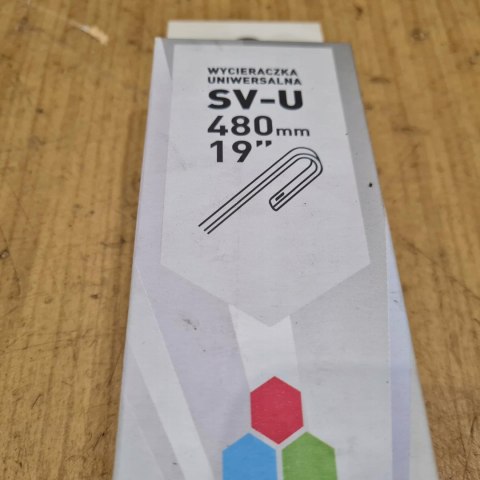 WYCIERACZKA
UNIWERSALNA
SV-U
480mm
19"